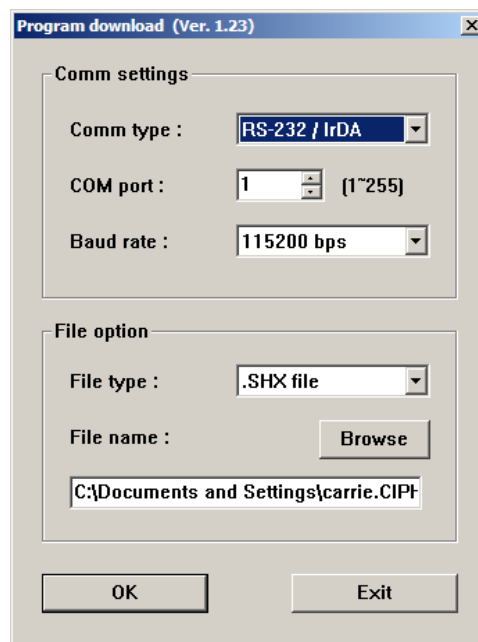 Program download (Ver. 1.23)
Comm settings
Comm type : RS-232 / IrDA
COM port : 1 (1~255)
Baud rate : 115200 bps
File option
File type : .SHX file
File name : Browse
C:\Documents and Settings\carrie.CIPH
OK Exit